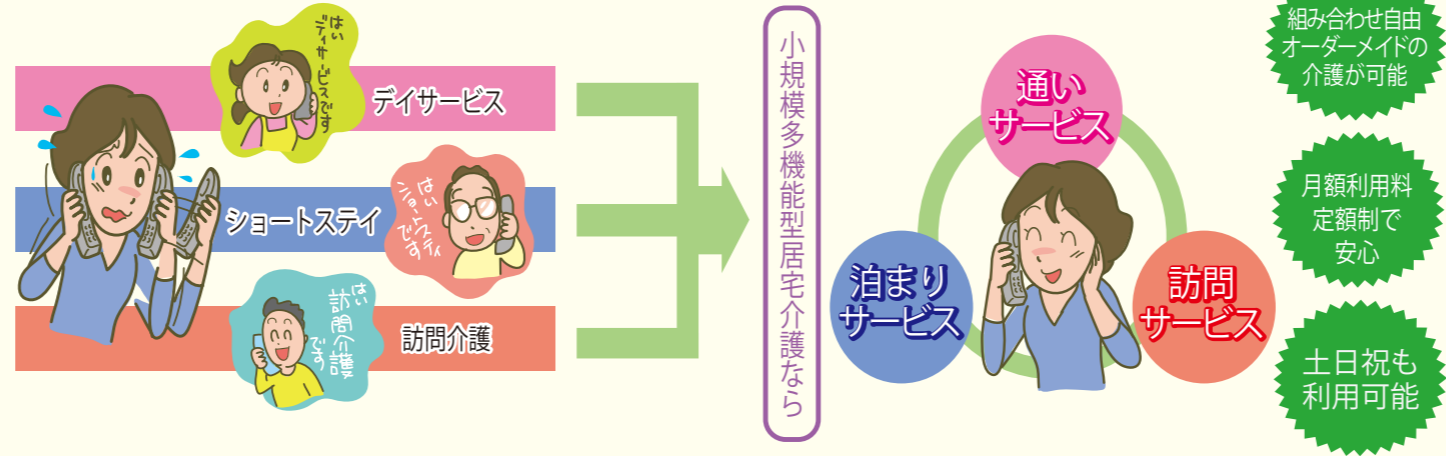 はい
デイサービスです
デイサービス
はい
ショートステイ
です
ショートステイ
はい
訪問介護
です
訪問介護
小規模多機能型居宅介護なら
通い
サービス
泊まり
サービス
訪問
サービス
組み合わせ自由
オーダーメイドの
介護が可能
月額利用料
定額制で
安心
土日祝も
利用可能